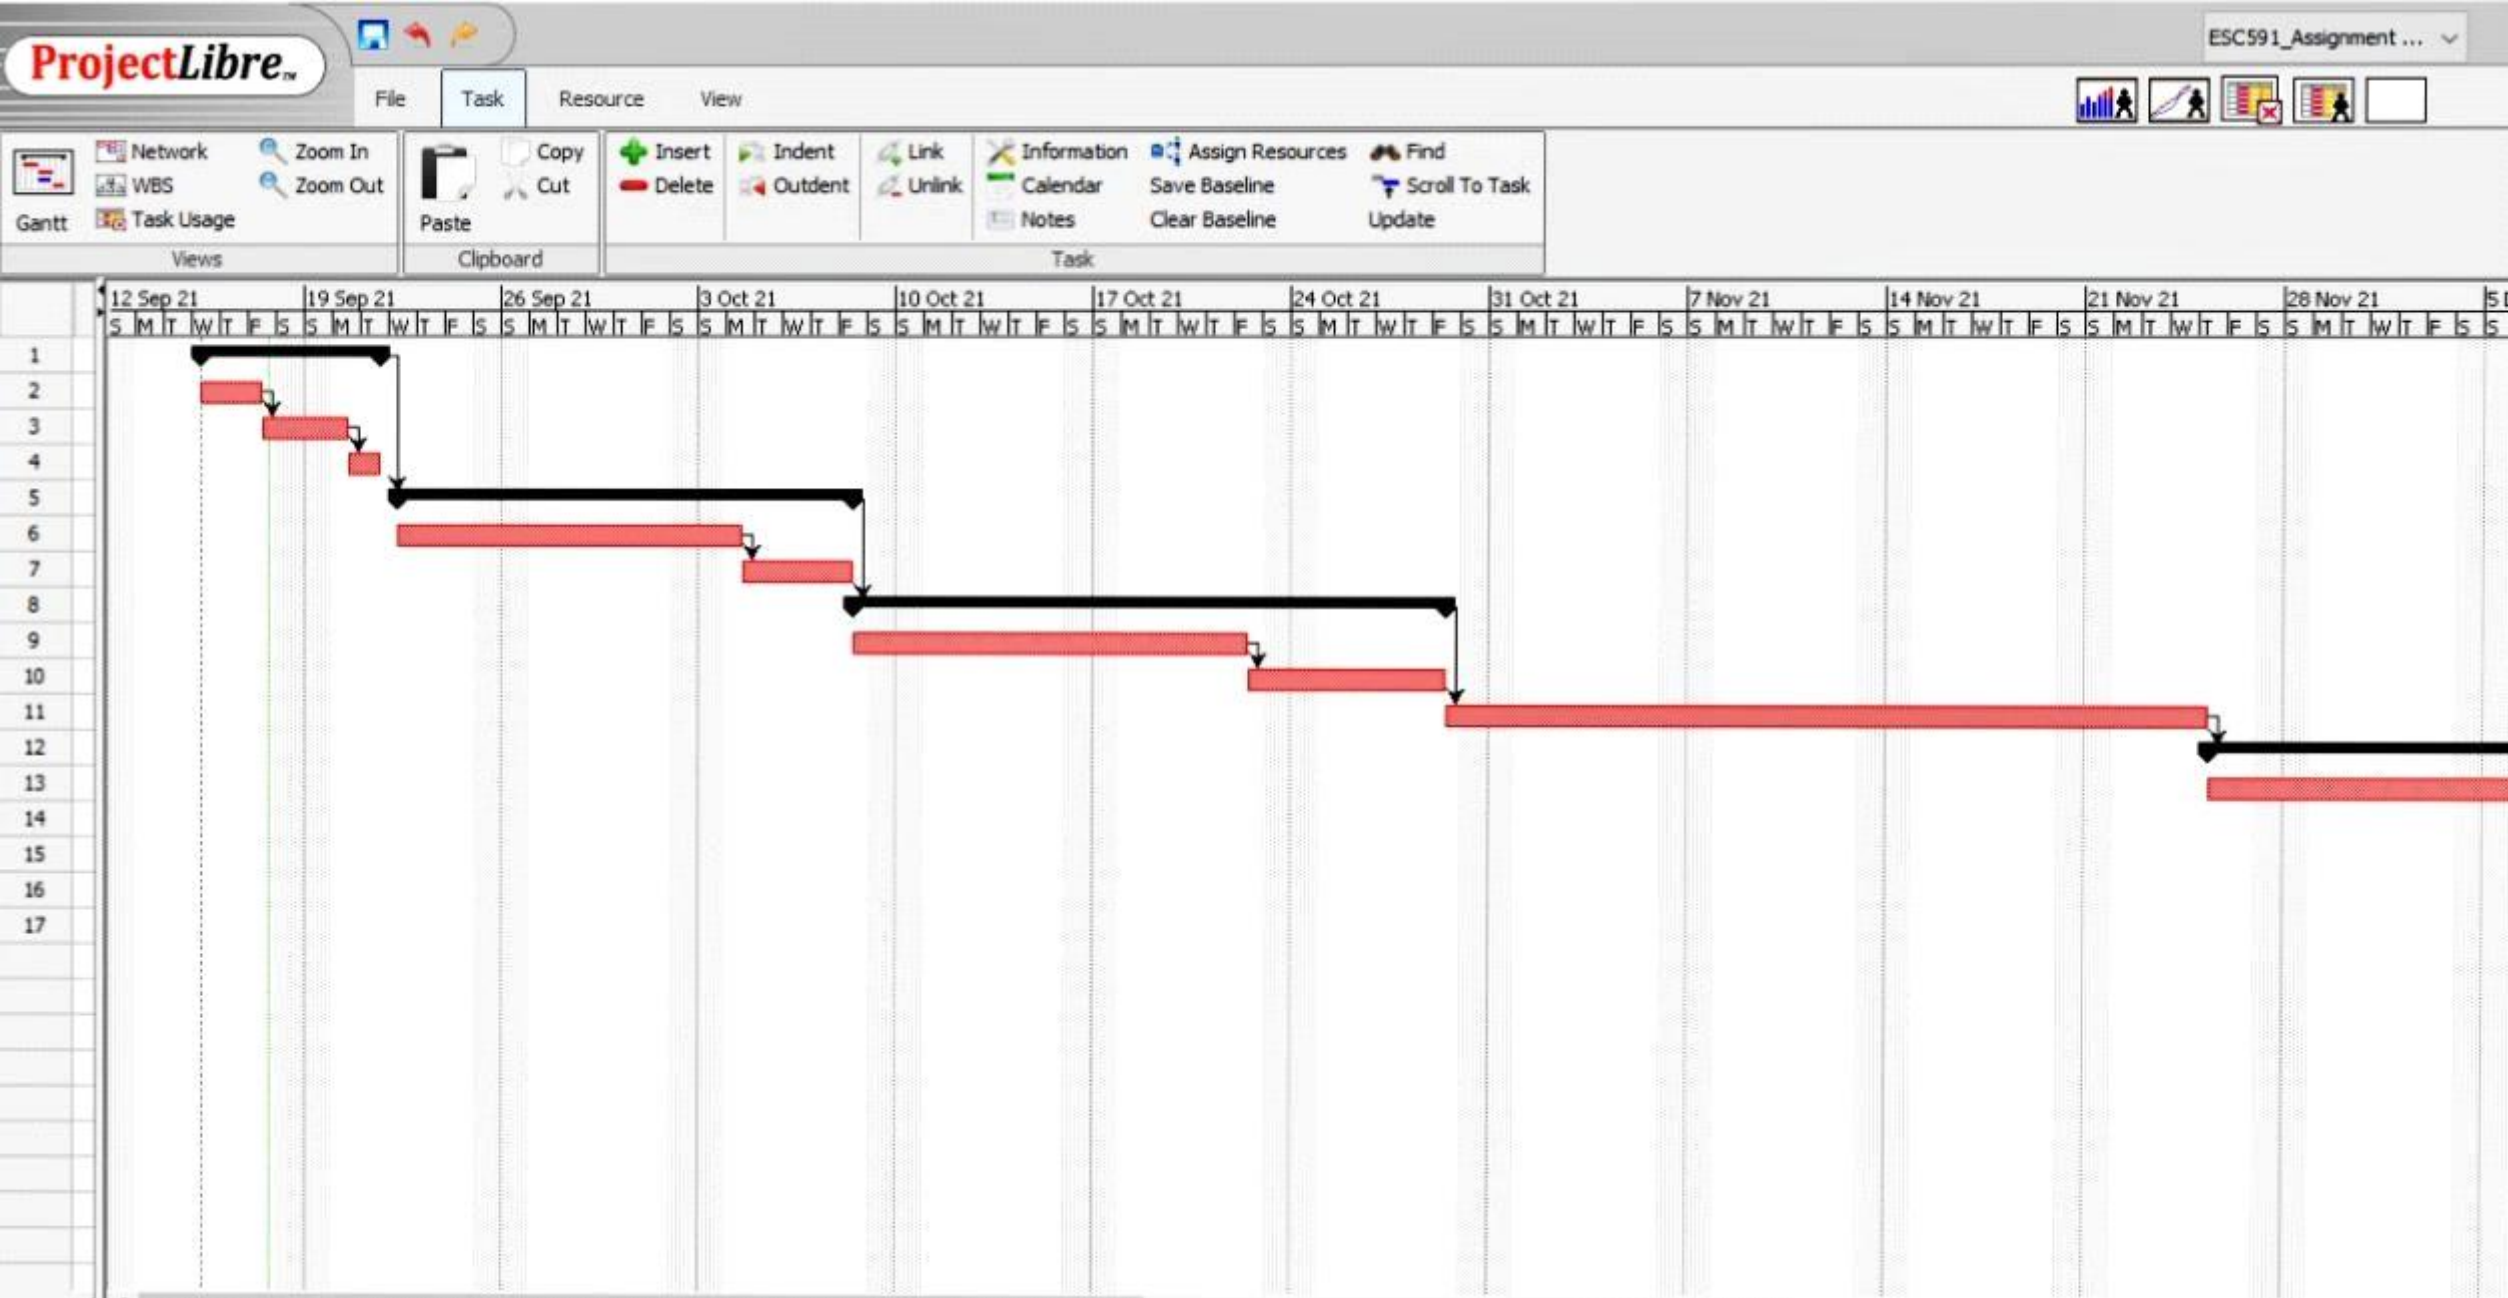 ESC591_Assignment ...
ProjectLibre™
File Task Resource View
Network Zoom In Copy Insert Indent Link Information Assign Resources Find
WBS Zoom Out Cut Delete Outdent Unlink Calendar Save Baseline Scroll To Task
Gantt Task Usage Paste Notes Clear Baseline Update
Views Clipboard Task
12 Sep 21 19 Sep 21 26 Sep 21 3 Oct 21 10 Oct 21 17 Oct 21 24 Oct 21 31 Oct 21 7 Nov 21 14 Nov 21 21 Nov 21 28 Nov 21 5 D
S M T W T F S S M T W T F S S M T W T F S S M T W T F S S M T W T F S S M T W T F S S M T W T F S S M T W T F S S M T W T F S S M T W T F S S M T W T F S S M T W T F S S
1
2
3
4
5
6
7
8
9
10
11
12
13
14
15
16
17